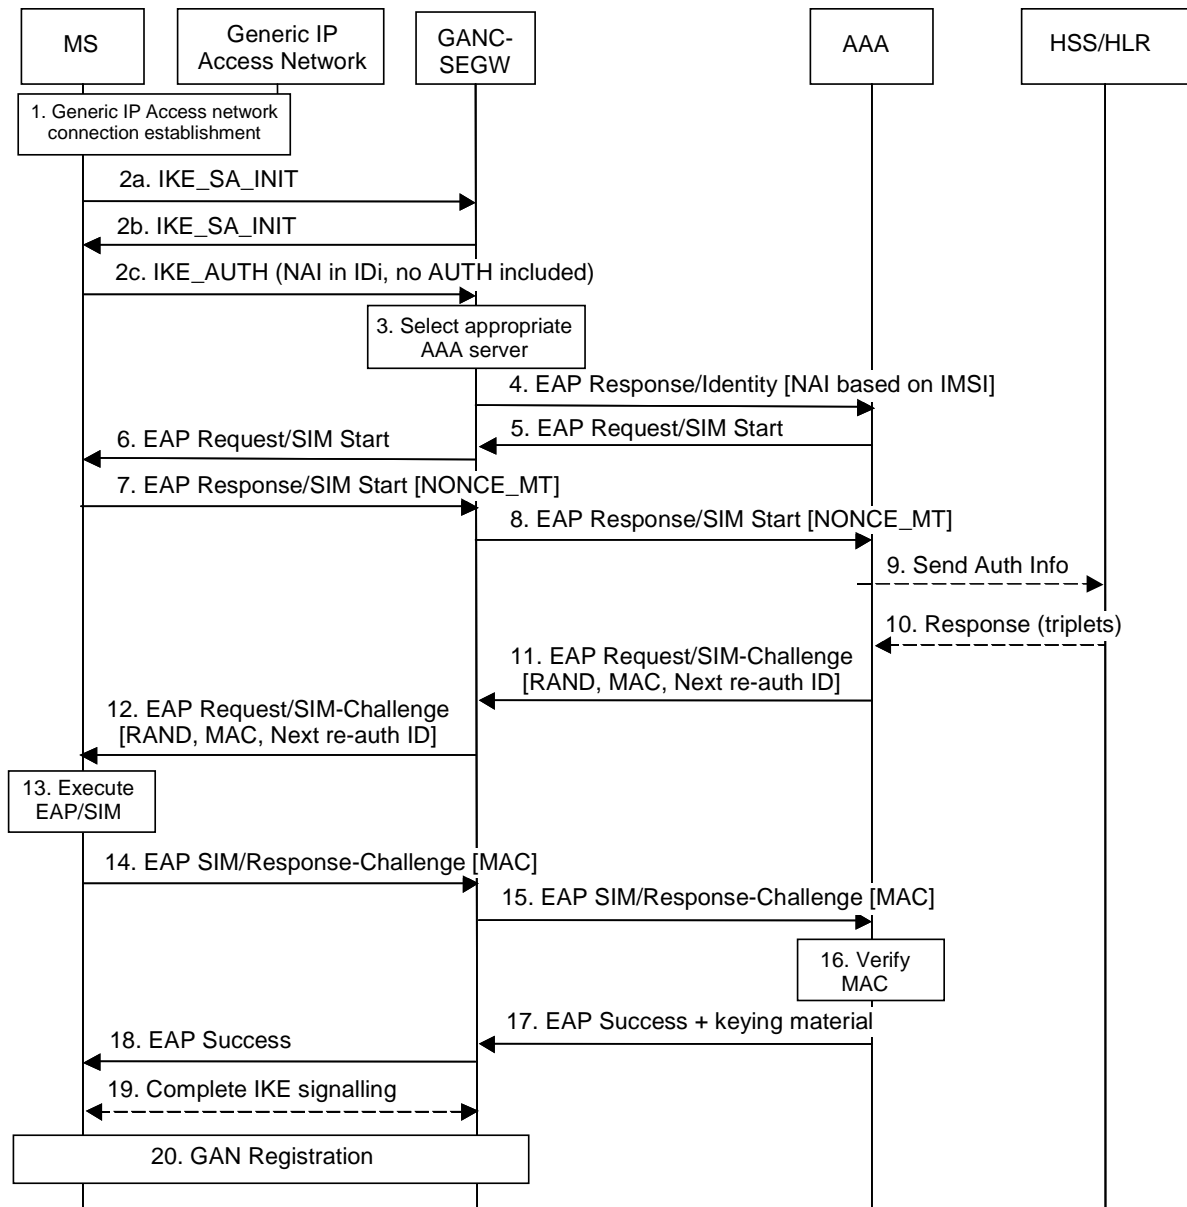 MS
Generic IP
Access Network
GANC-
SEGW
AAA
HSS/HLR
1. Generic IP Access network
connection establishment
2a. IKE_SA_INIT
2b. IKE_SA_INIT
2c. IKE_AUTH (NAI in IDi, no AUTH included)
3. Select appropriate
AAA server
4. EAP Response/Identity [NAI based on IMSI]
5. EAP Request/SIM Start
6. EAP Request/SIM Start
7. EAP Response/SIM Start [NONCE_MT]
8. EAP Response/SIM Start [NONCE_MT]
9. Send Auth Info
10. Response (triplets)
11. EAP Request/SIM-Challenge
[RAND, MAC, Next re-auth ID]
12. EAP Request/SIM-Challenge
[RAND, MAC, Next re-auth ID]
13. Execute
EAP/SIM
14. EAP SIM/Response-Challenge [MAC]
15. EAP SIM/Response-Challenge [MAC]
16. Verify
MAC
17. EAP Success + keying material
18. EAP Success
19. Complete IKE signalling
20. GAN Registration